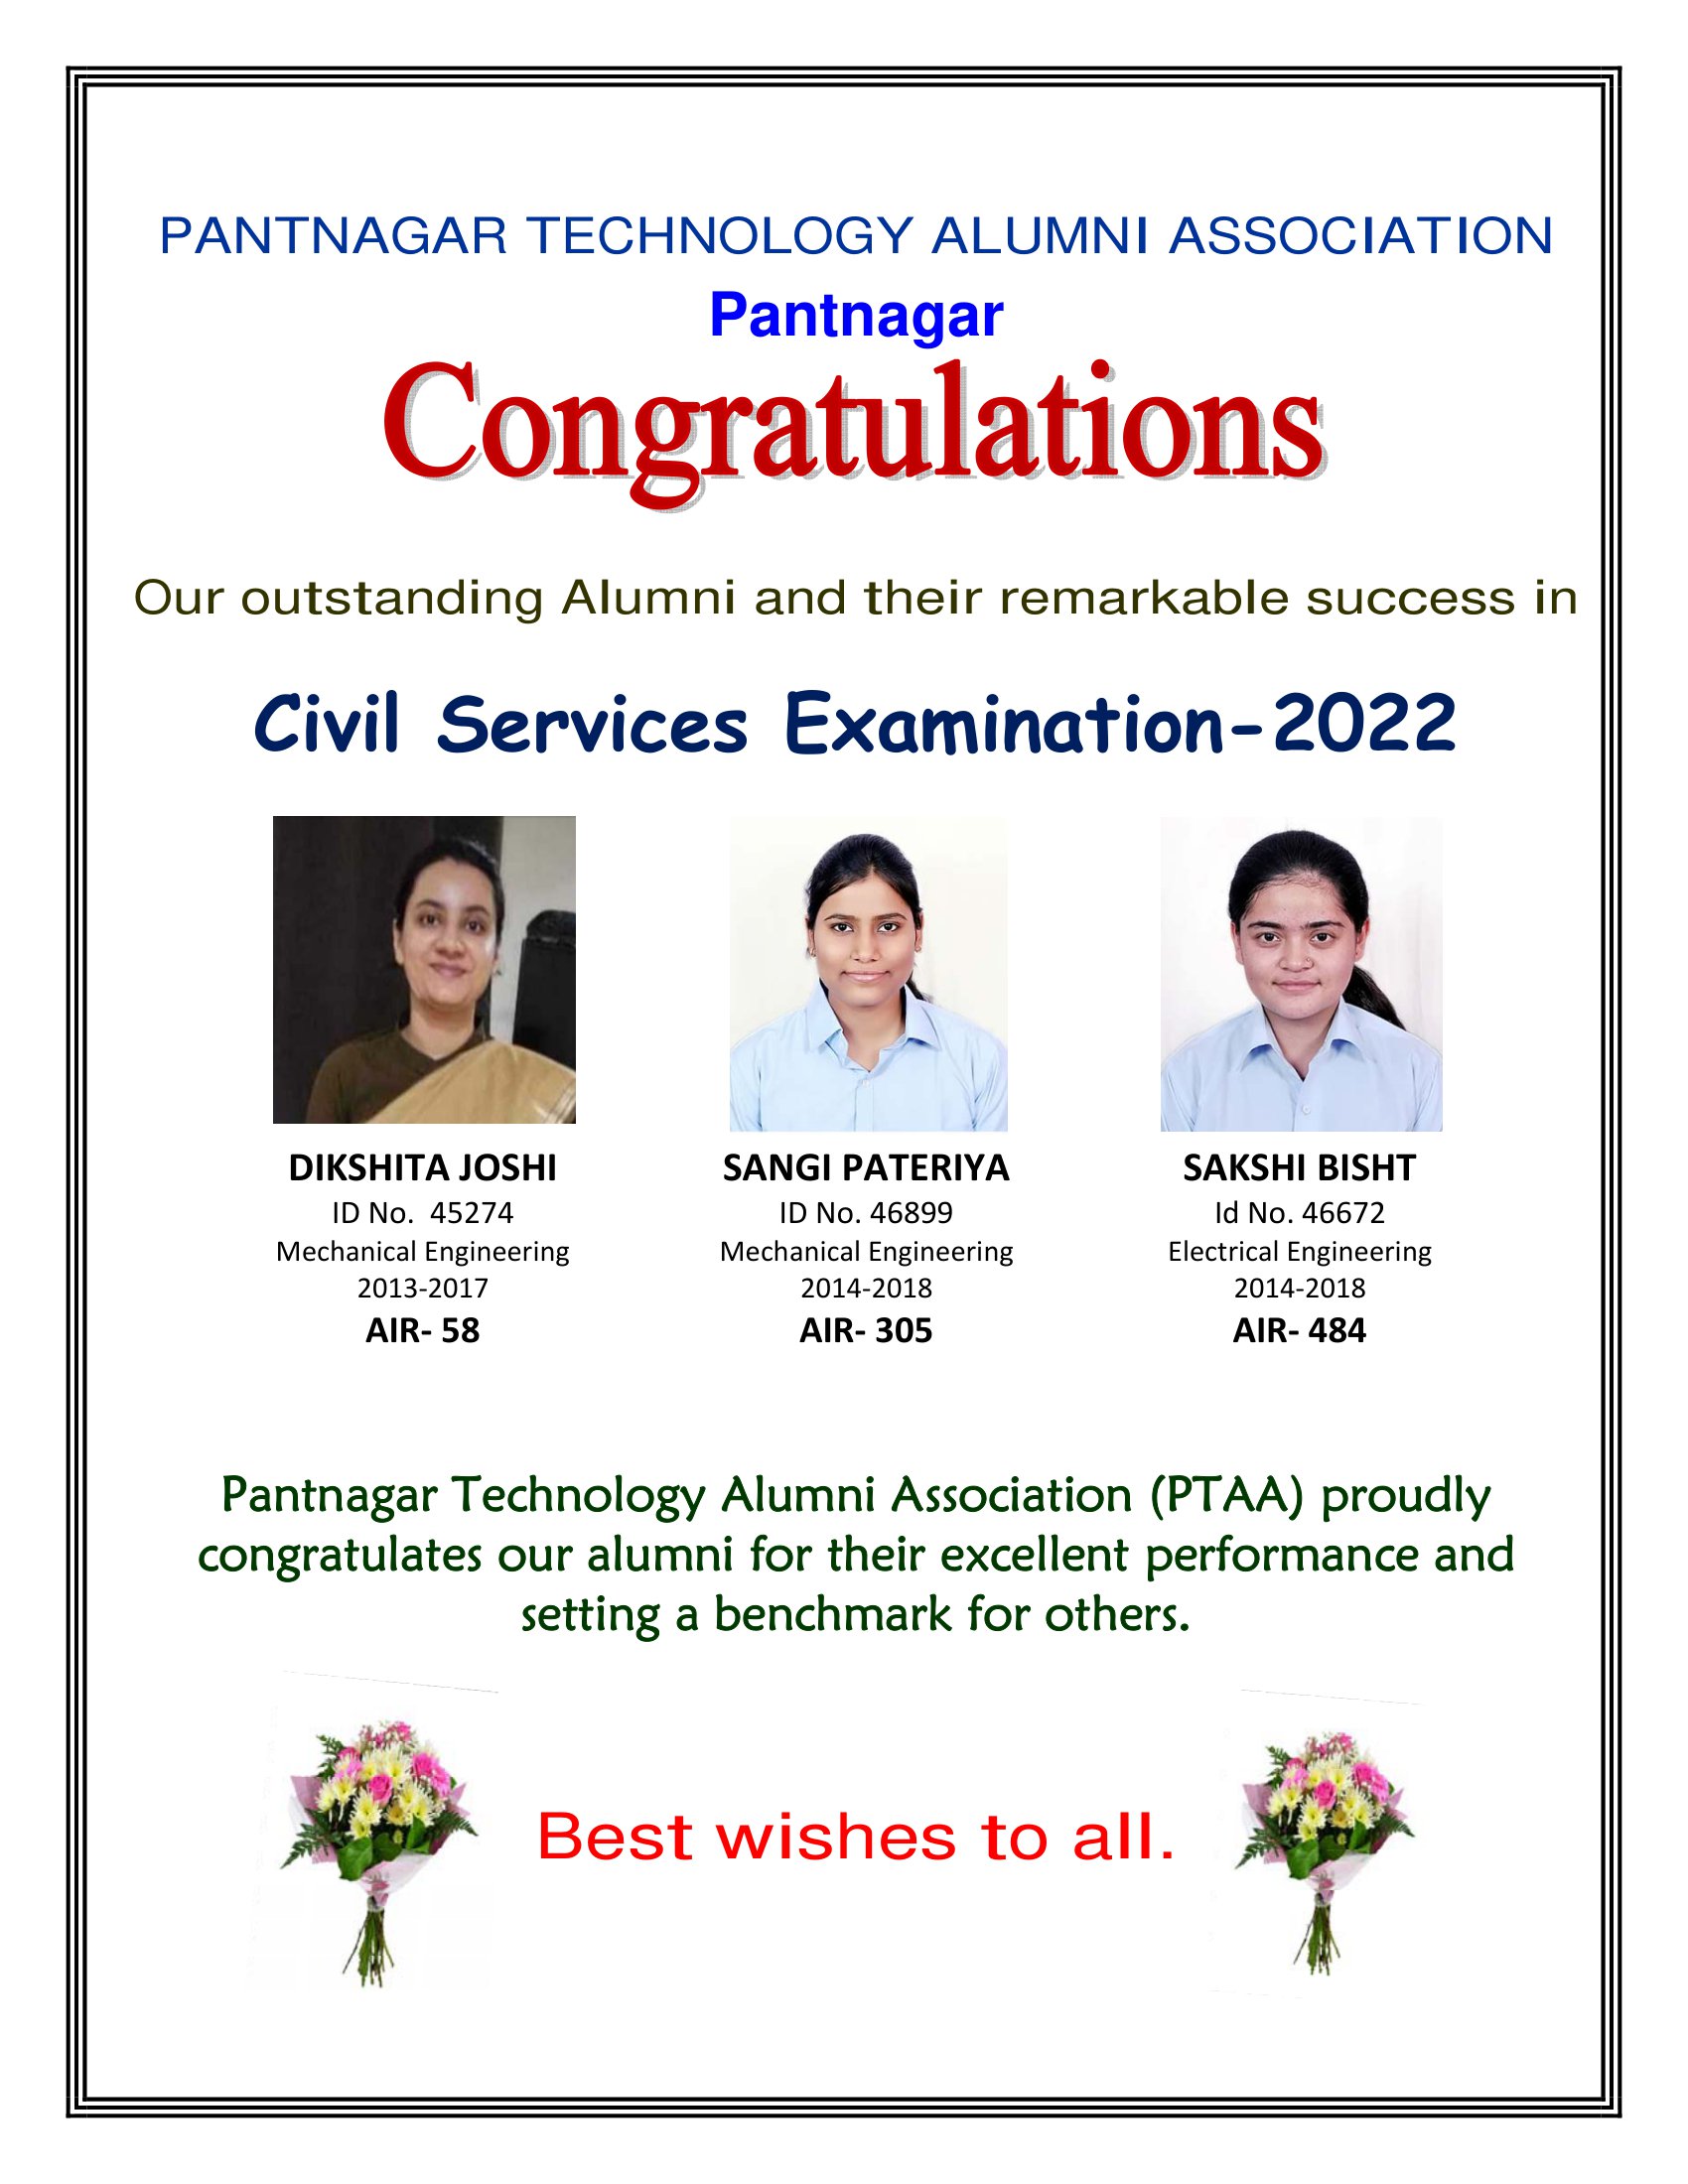 PANTNAGAR TECHNOLOGY ALUMNI ASSOCIATION
Pantnagar
Congratulations
Our outstanding Alumni and their remarkable success in
Civil Services Examination-2022
DIKSHITA JOSHI
ID No. 45274
Mechanical Engineering
2013-2017
AIR- 58
SANGI PATERIYA
ID No. 46899
Mechanical Engineering
2014-2018
AIR- 305
SAKSHI BISHT
Id No. 46672
Electrical Engineering
2014-2018
AIR- 484
Pantnagar Technology Alumni Association (PTAA) proudly
congratulates our alumni for their excellent performance and
setting a benchmark for others.
Best wishes to all.